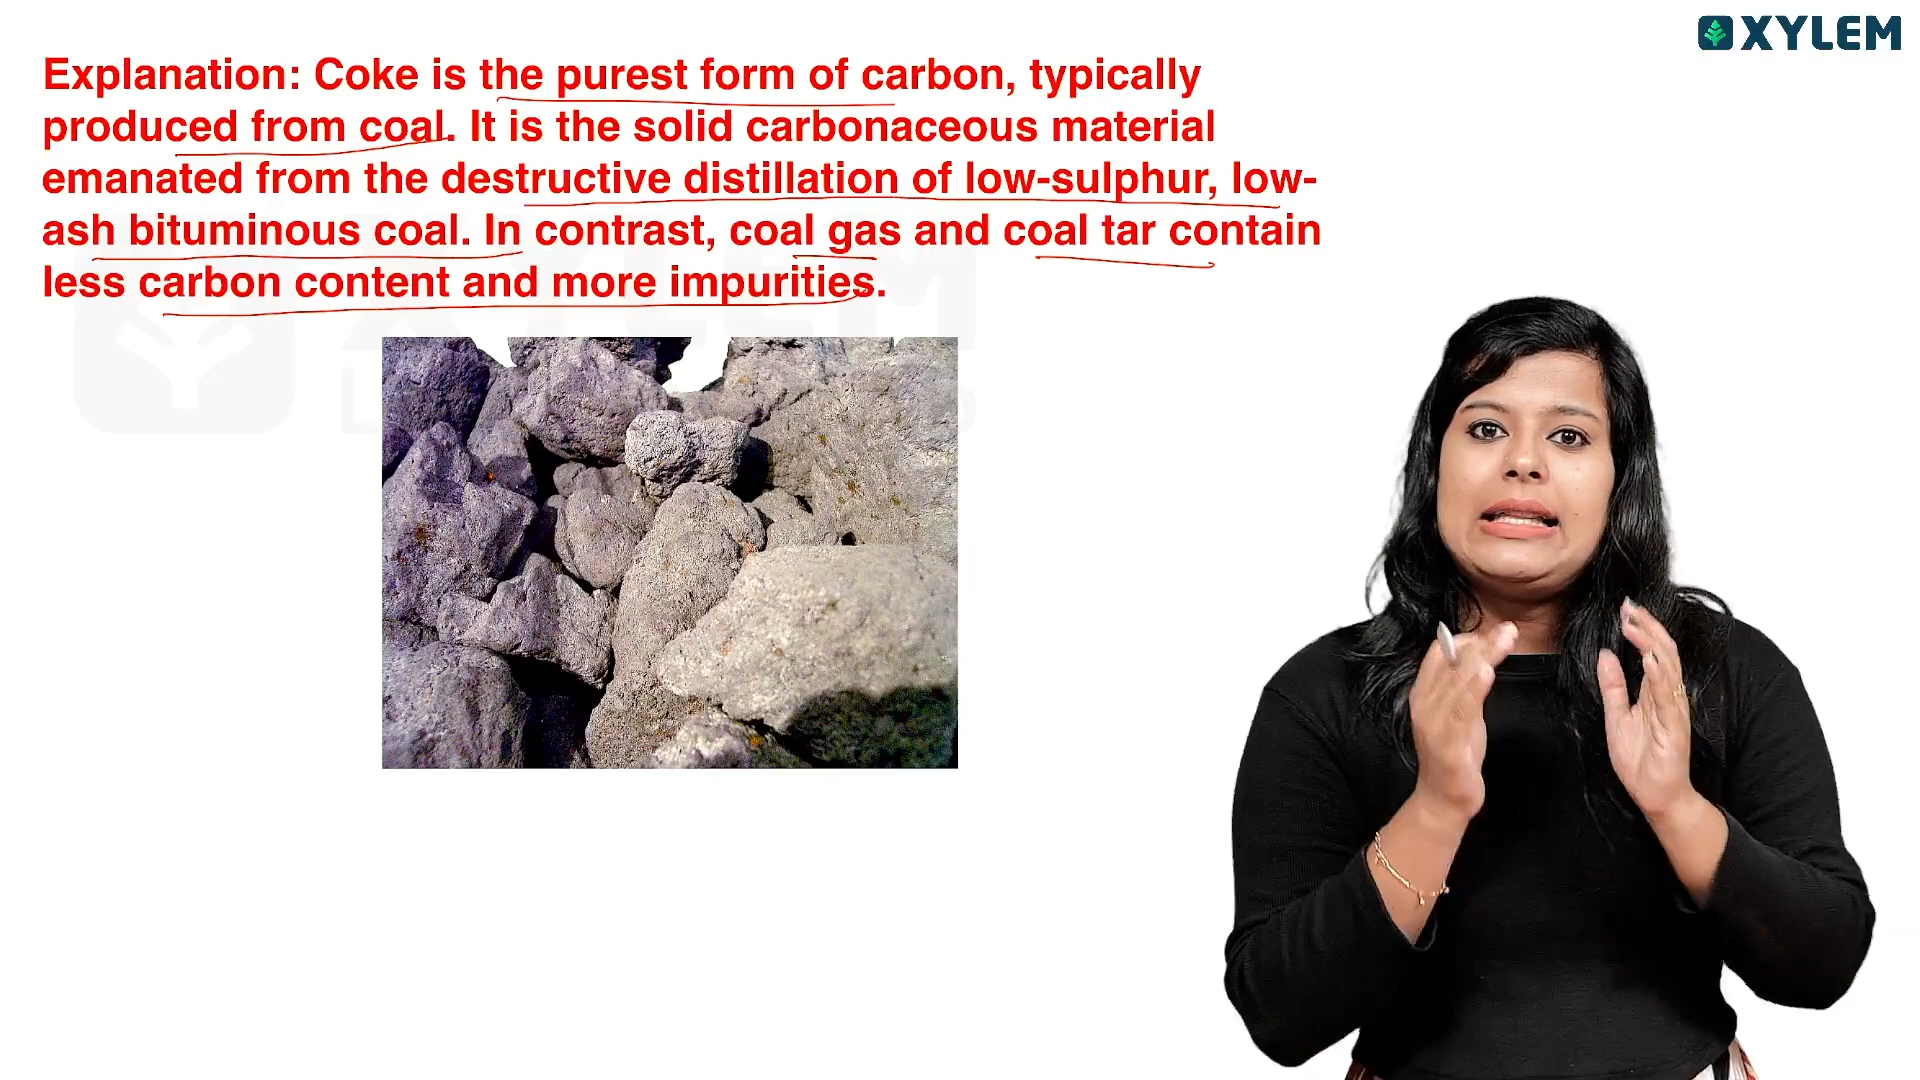 XYLEM
Explanation: Coke is the purest form of carbon, typically
produced from coal. It is the solid carbonaceous material
emanated from the destructive distillation of low-sulphur, low-
ash bituminous coal. In contrast, coal gas and coal tar contain
less carbon content and more impurities.